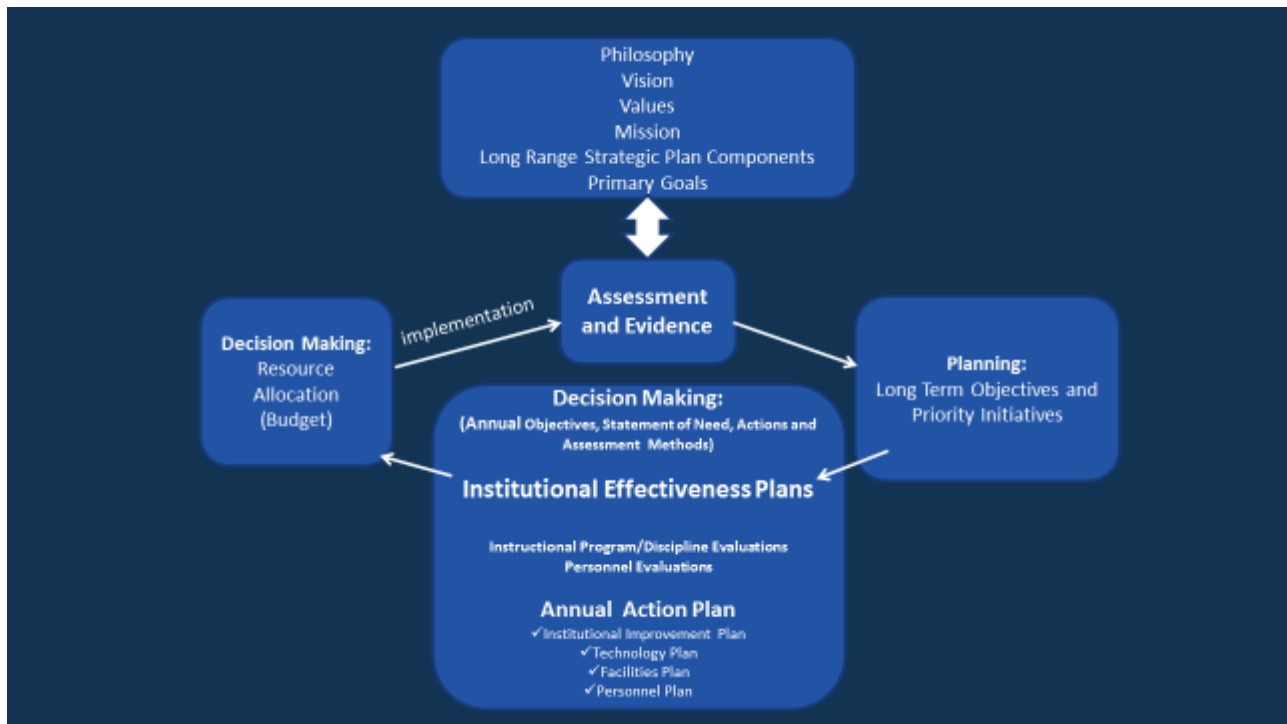 Philosophy
Vision
Values
Mission
Long Range Strategic Plan Components
Primary Goals
Assessment
and Evidence
implementation
Decision Making:
Resource
Allocation
(Budget)
Planning:
Long Term Objectives and
Priority Initiatives
Decision Making:
(Annual Objectives, Statement of Need, Actions and
Assessment Methods)
Institutional Effectiveness Plans
Instructional Program/Discipline Evaluations
Personnel Evaluations
Annual Action Plan
✓Institutional Improvement Plan
✓Technology Plan
✓Facilities Plan
✓Personnel Plan